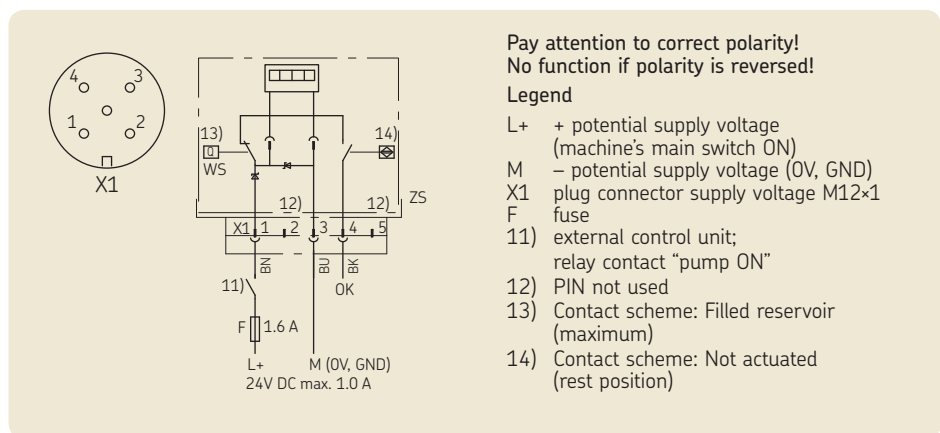 4
3
1
2
X1
13)
WS
14)
ZS
12)
12)
X1
1
2
3
4
5
BN
BU
BK
11)
OK
F
1.6 A
L+
M (0V, GND)
24V DC max. 1.0 A
Pay attention to correct polarity!
No function if polarity is reversed!
Legend
L+ + potential supply voltage
(machine's main switch ON)
M – potential supply voltage (0V, GND)
X1 plug connector supply voltage M12×1
F fuse
11) external control unit;
relay contact “pump ON”
12) PIN not used
13) Contact scheme: Filled reservoir
(maximum)
14) Contact scheme: Not actuated
(rest position)